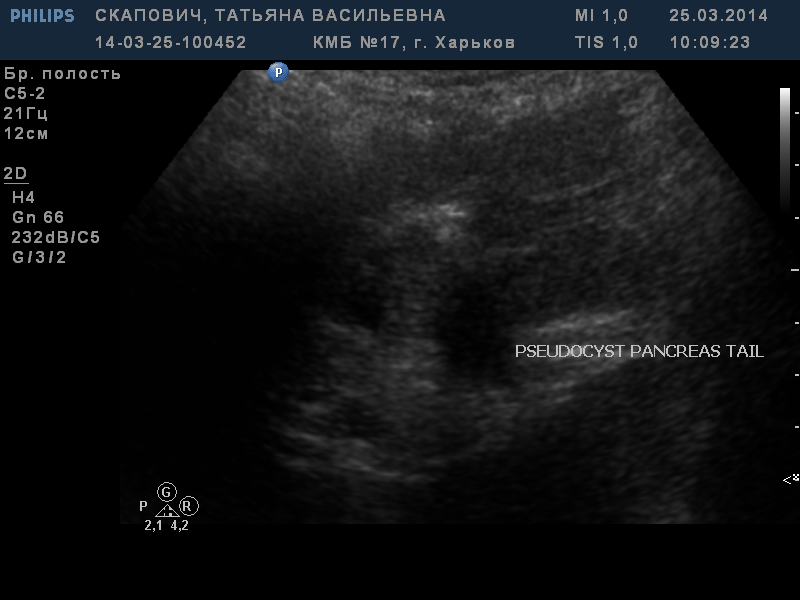 PHILIPS СКАПОВИЧ, ТАТЬЯНА ВАСИЛЬЕВНА MI 1,0 25.03.2014
14-03-25-100452 КМБ №17, г. Харьков TIS 1,0 10:09:23
Бр. полость
P
C5-2
21Гц
12см
2D
H4
Gn 66
232dB/C5
G/3/2
PSEUDOCYST PANCREAS TAIL
G
P R
2,1 4,2